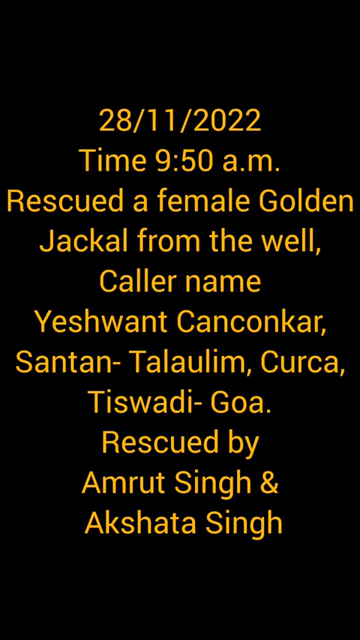 28/11/2022
Time 9:50 a.m.
Rescued a female Golden
Jackal from the well,
Caller name
Yeshwant Canconkar,
Santan- Talaulim, Curca,
Tiswadi- Goa.
Rescued by
Amrut Singh &
Akshata Singh